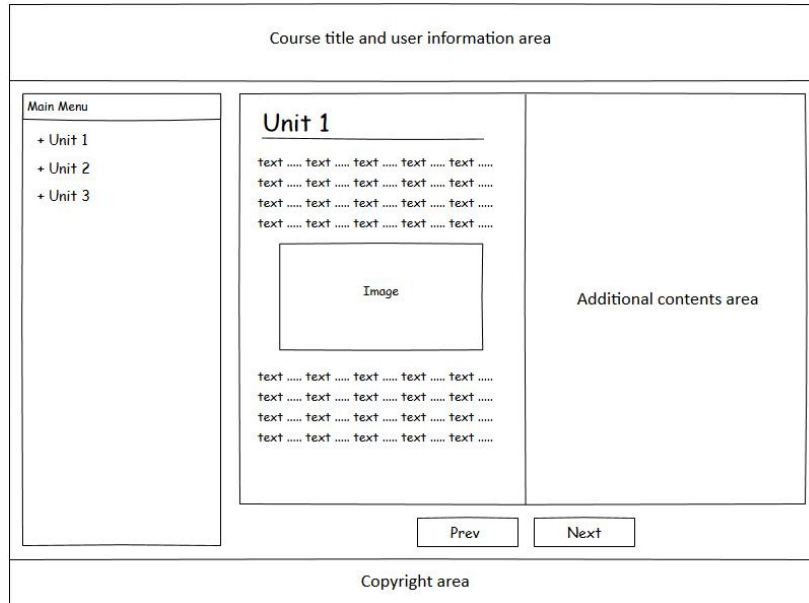 Course title and user information area
Main Menu
+ Unit 1
+ Unit 2
+ Unit 3
Unit 1
text ..... text ..... text ..... text ..... text .....
text ..... text ..... text ..... text ..... text .....
text ..... text ..... text ..... text ..... text .....
text ..... text ..... text ..... text ..... text .....
Image
text ..... text ..... text ..... text ..... text .....
text ..... text ..... text ..... text ..... text .....
text ..... text ..... text ..... text ..... text .....
text ..... text ..... text ..... text ..... text .....
Additional contents area
Prev
Next
Copyright area